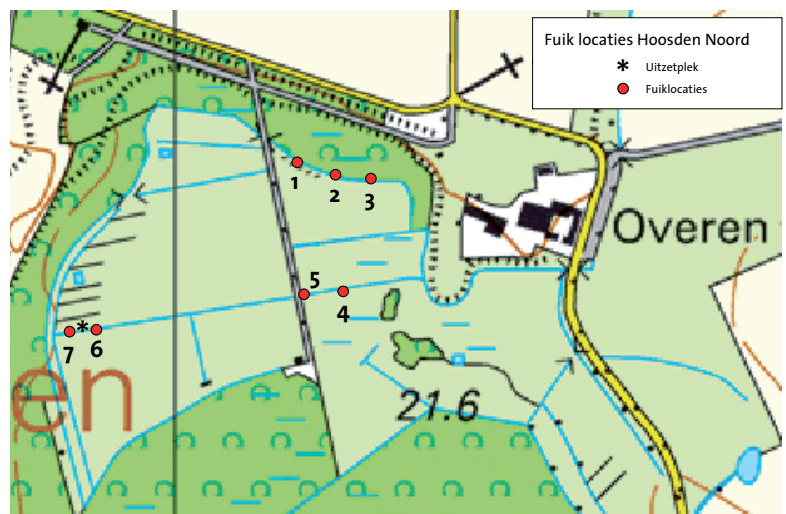 Fuik locaties Hoosden Noord
* Uitzetplek
Fuiklocaties
1
2
3
Overen
5
4
7
*
6
en
21.6